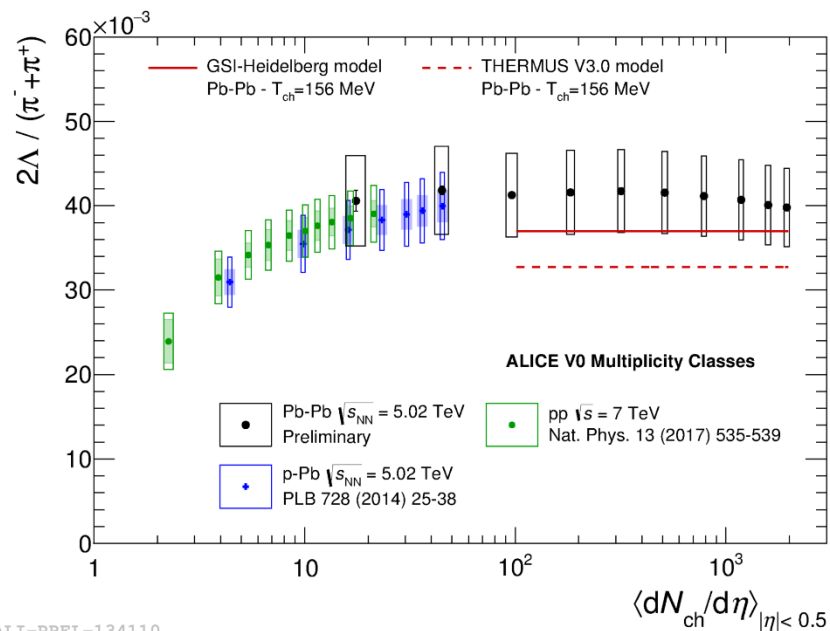 ×10⁻³
60
50
40
30
20
10
0
2Λ / (π⁻+π⁺)
GSI-Heidelberg model
Pb-Pb - T_ch=156 MeV
THERMUS V3.0 model
Pb-Pb - T_ch=156 MeV
ALICE V0 Multiplicity Classes
Pb-Pb √s_NN = 5.02 TeV
Preliminary
pp √s = 7 TeV
Nat. Phys. 13 (2017) 535-539
p-Pb √s_NN = 5.02 TeV
PLB 728 (2014) 25-38
1 10 10² 10³
⟨dN_ch/dη⟩_|η|< 0.5
ALI-PREL-134110